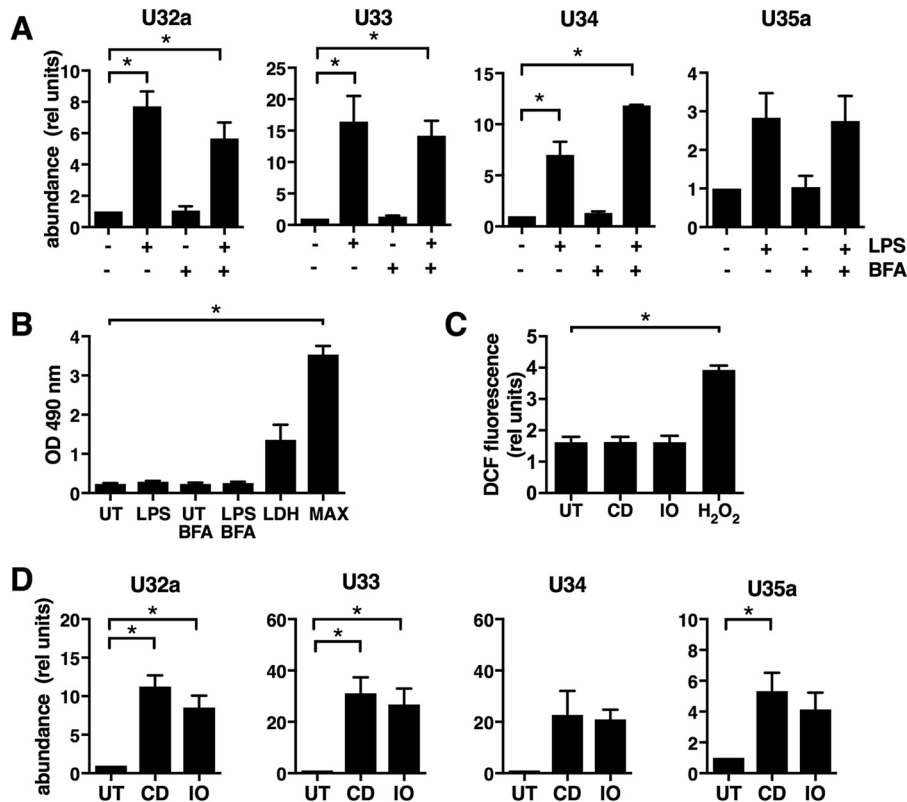 A
U32a
U33
U34
U35a
abundance (rel units)
10
8
6
4
2
0
*
*
25
20
15
10
5
0
*
*
15
10
5
0
*
*
4
3
2
1
0
- + - +
- + - +
- + - +
- + - + LPS
- - + +
- - + +
- - + +
- - + + BFA
B
OD 490 nm
4
3
2
1
0
*
UT LPS UT LPS LDH MAX
BFA BFA
C
DCF fluorescence
(rel units)
5
4
3
2
1
0
*
UT CD IO H2O2
D
U32a
U33
U34
U35a
abundance (rel units)
20
15
10
5
0
*
*
UT CD IO
60
40
20
0
*
*
UT CD IO
60
40
20
0
UT CD IO
10
8
6
4
2
0
*
UT CD IO